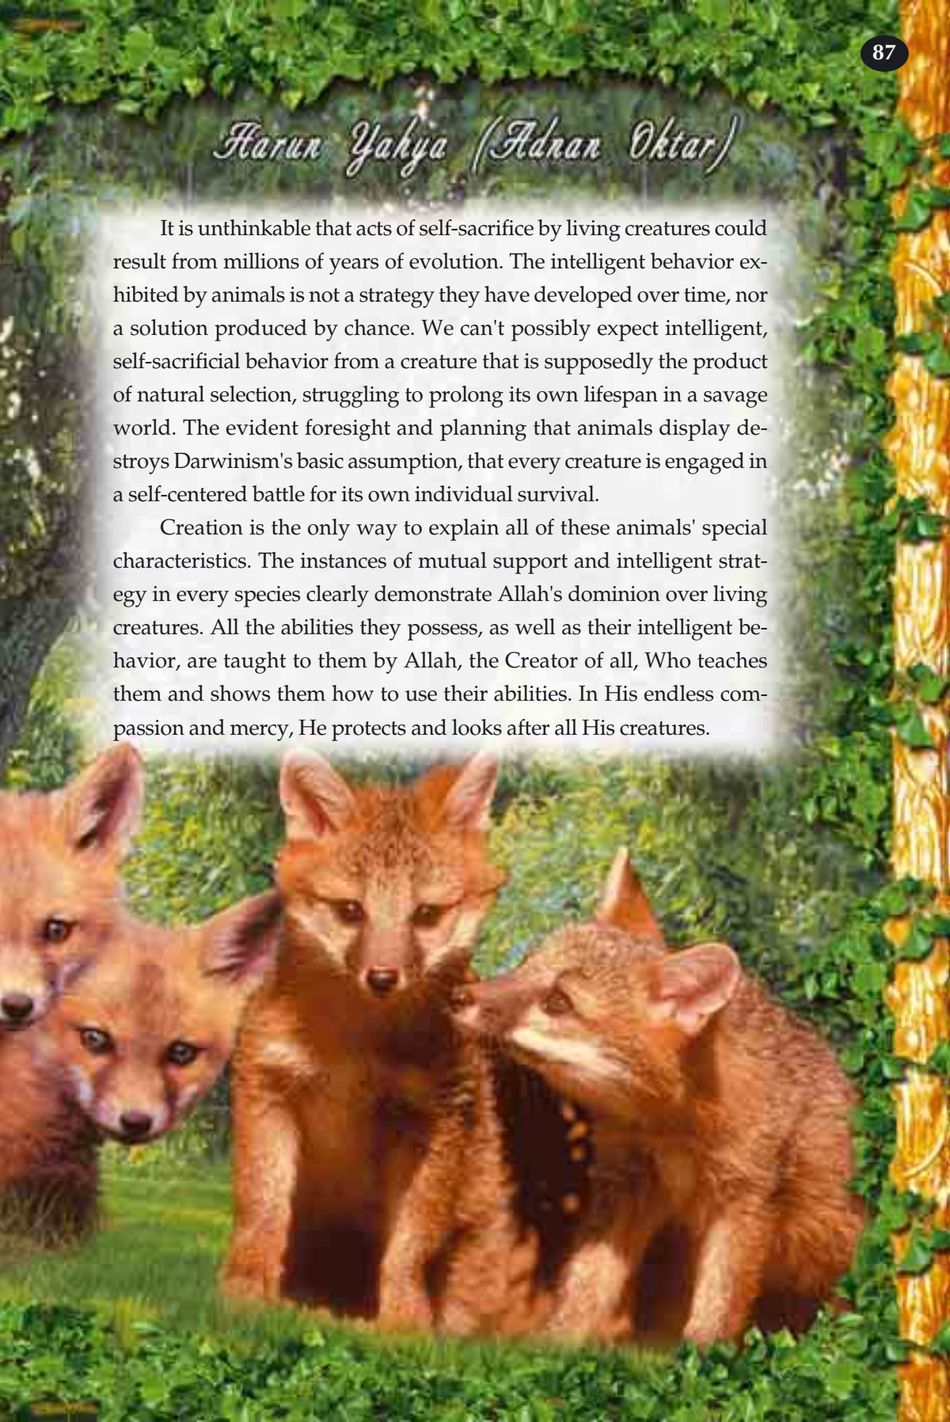 87
Harun Yahya (Adnan Oktar)
It is unthinkable that acts of self-sacrifice by living creatures could
result from millions of years of evolution. The intelligent behavior ex-
hibited by animals is not a strategy they have developed over time, nor
a solution produced by chance. We can't possibly expect intelligent,
self-sacrificial behavior from a creature that is supposedly the product
of natural selection, struggling to prolong its own lifespan in a savage
world. The evident foresight and planning that animals display de-
stroys Darwinism's basic assumption, that every creature is engaged in
a self-centered battle for its own individual survival.
Creation is the only way to explain all of these animals' special
characteristics. The instances of mutual support and intelligent strat-
egy in every species clearly demonstrate Allah's dominion over living
creatures. All the abilities they possess, as well as their intelligent be-
havior, are taught to them by Allah, the Creator of all, Who teaches
them and shows them how to use their abilities. In His endless com-
passion and mercy, He protects and looks after all His creatures.